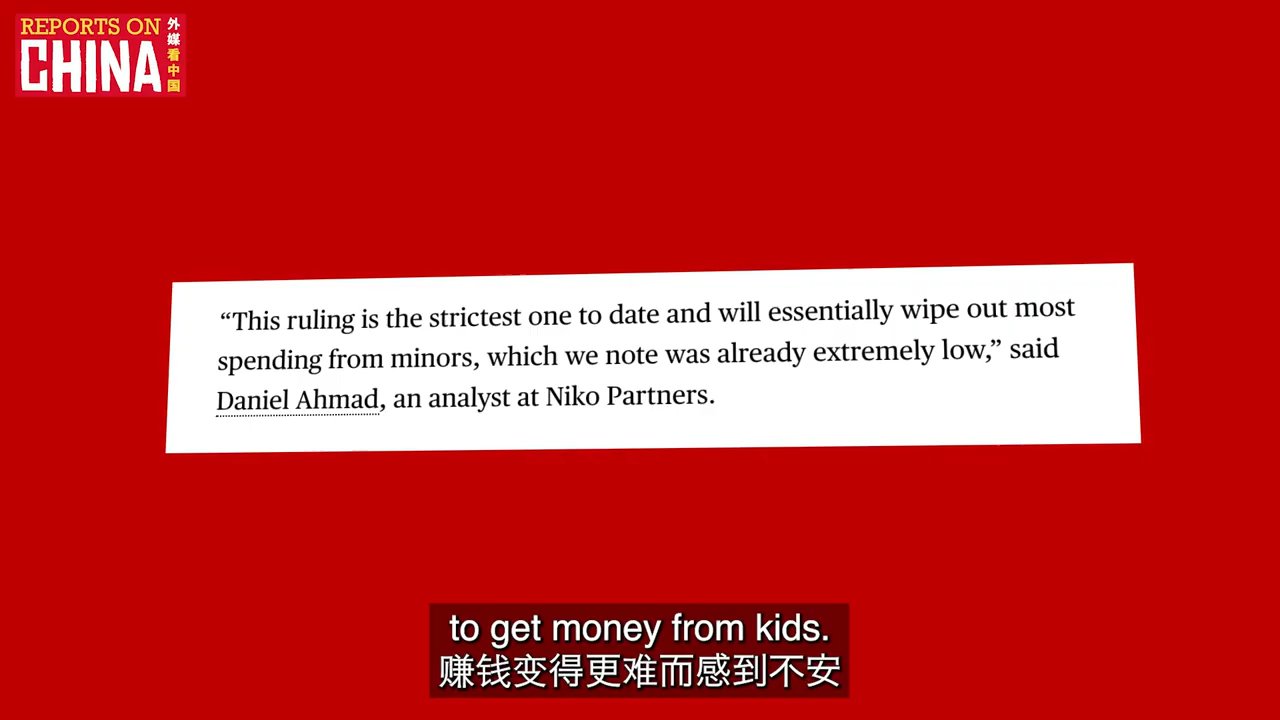 REPORTS ON
CHINA
外媒看中国
“This ruling is the strictest one to date and will essentially wipe out most
spending from minors, which we note was already extremely low,” said
Daniel Ahmad, an analyst at Niko Partners.
to get money from kids.
赚钱变得更难而感到不安